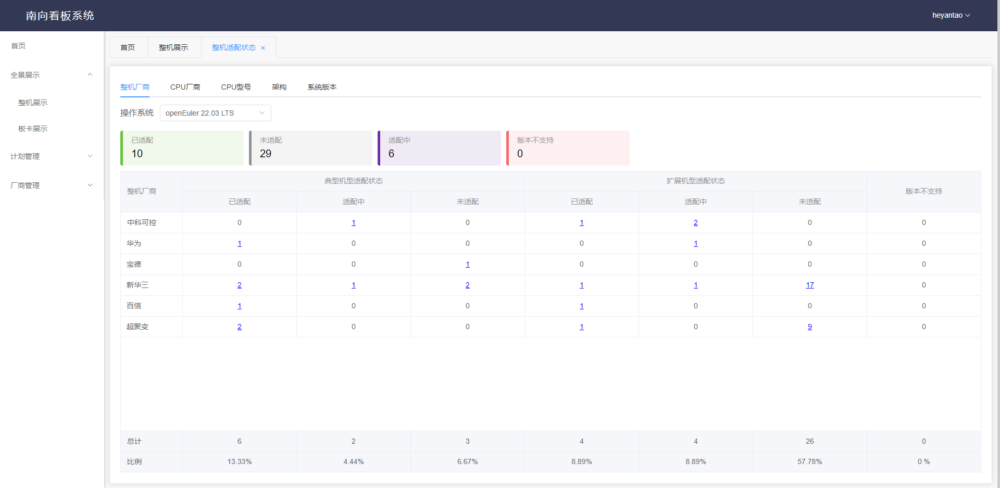 南向看板系统
heyantao
首页
全景展示
整机展示
板卡展示
计划管理
厂商管理
首页 整机展示 整机适配状态
整机厂商 CPU厂商 CPU型号 架构 系统版本
操作系统 openEuler 22.03 LTS
已适配 未适配 适配中 版本不支持
10 29 6 0
整机厂商 典型机型适配状态 扩展机型适配状态 版本不支持
已适配 适配中 未适配 已适配 适配中 未适配
中科可控 0 1 0 1 2 0 0
华为 1 0 0 0 1 0 0
宝德 0 0 1 0 0 0 0
新华三 2 1 2 1 1 17 0
百信 1 0 0 1 0 0 0
超聚变 2 0 0 1 0 9 0
总计 6 2 3 4 4 26 0
比例 13.33% 4.44% 6.67% 8.89% 8.89% 57.78% 0 %